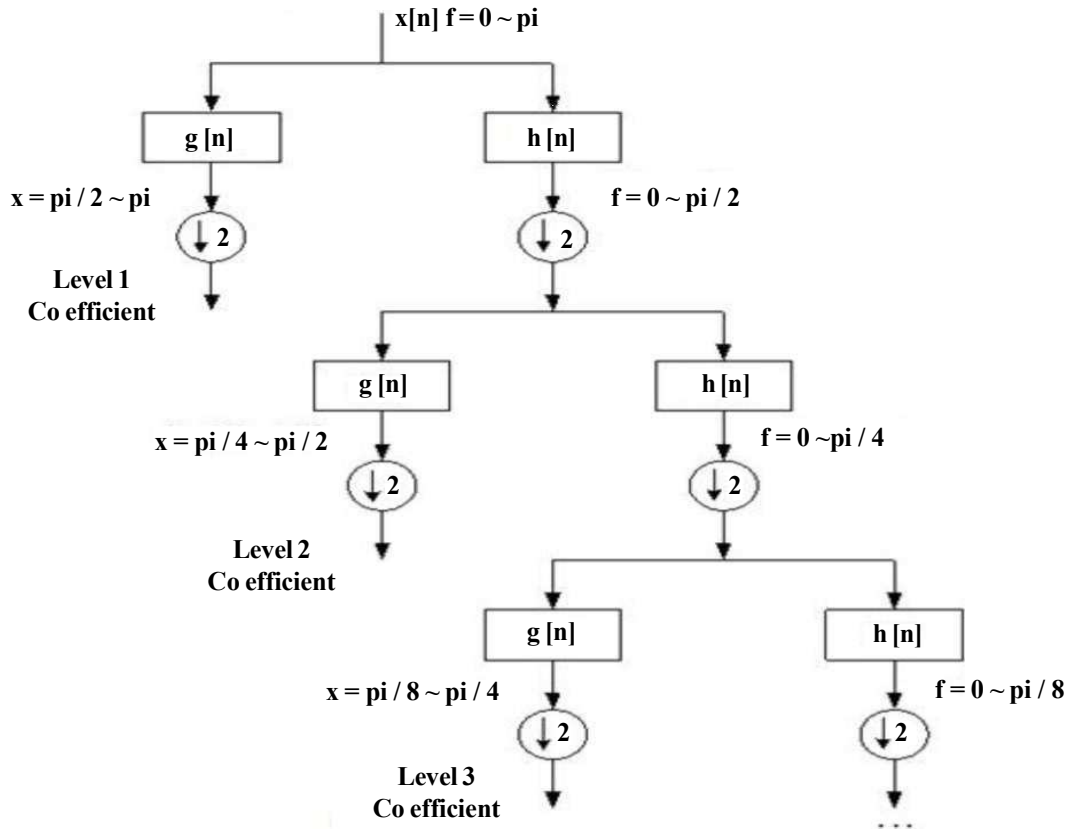 x[n] f = 0 ~ pi
g [n]
h [n]
x = pi / 2 ~ pi
f = 0 ~ pi / 2
2
2
Level 1
Co efficient
g [n]
h [n]
x = pi / 4 ~ pi / 2
f = 0 ~pi / 4
2
2
Level 2
Co efficient
g [n]
h [n]
x = pi / 8 ~ pi / 4
f = 0 ~ pi / 8
2
2
Level 3
Co efficient
...